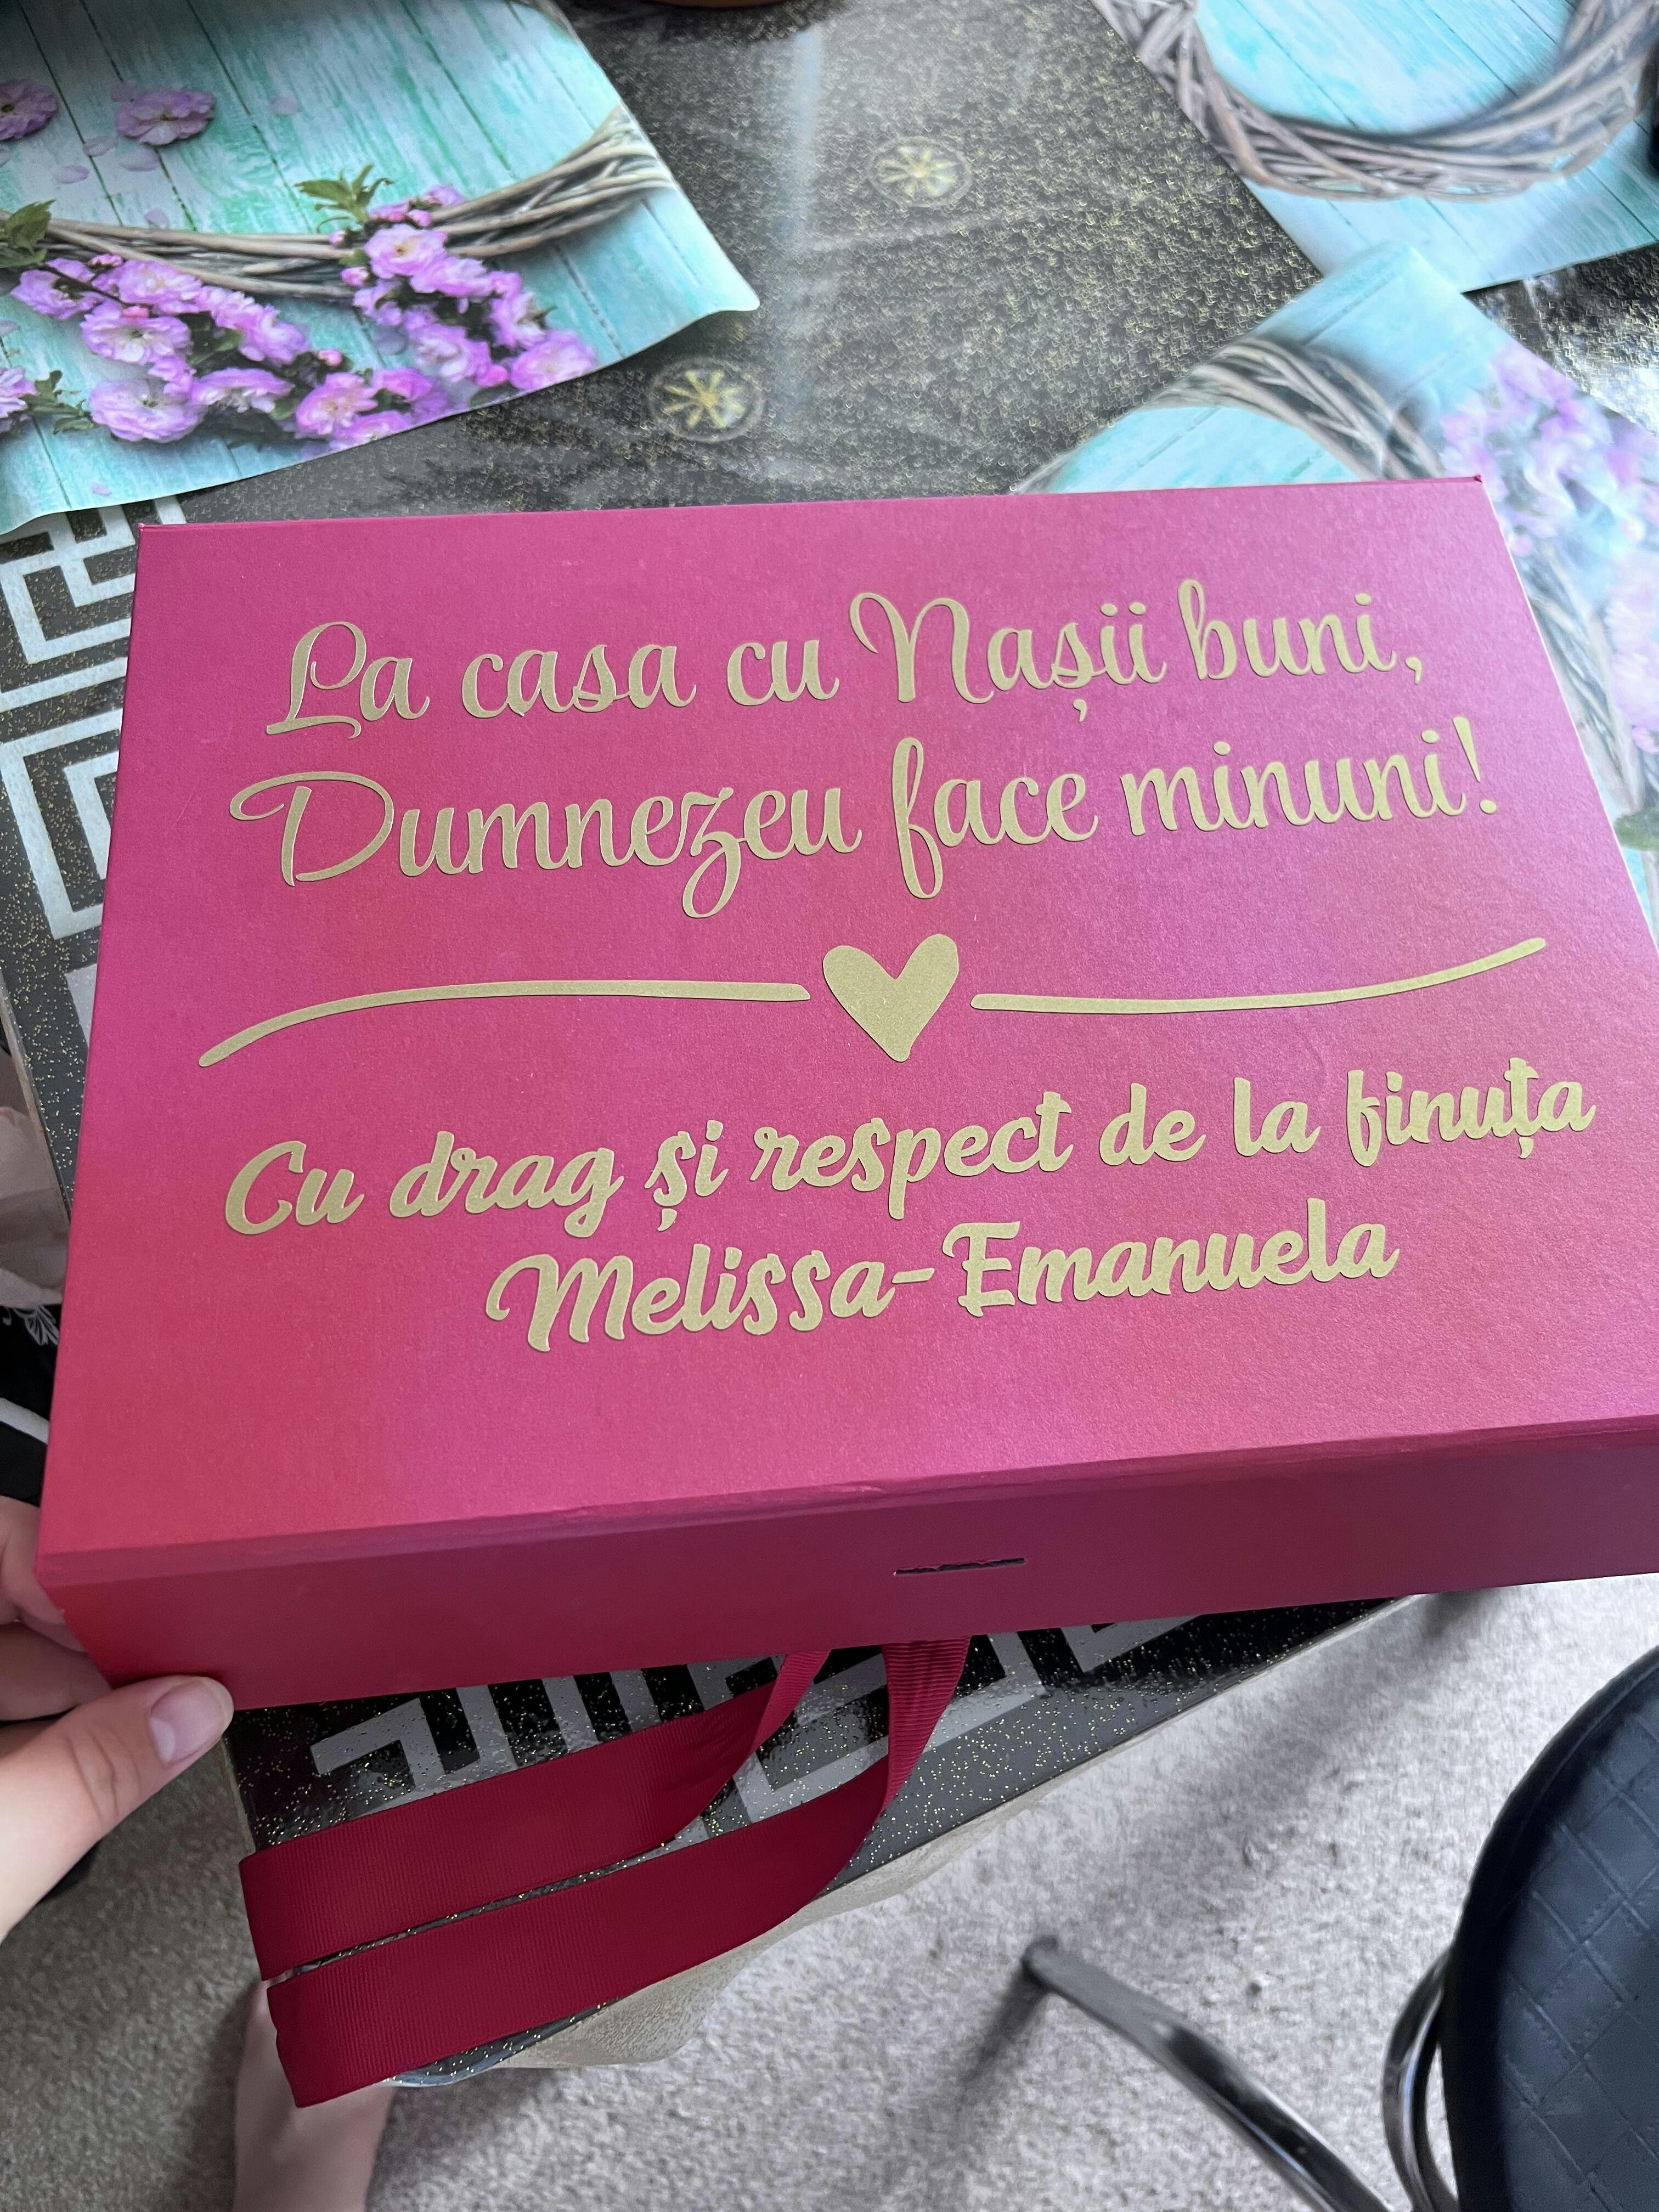 La casa cu Nașii buni,
Dumnezeu face minuni!
Cu drag și respect de la finuța
Melissa-Emanuela